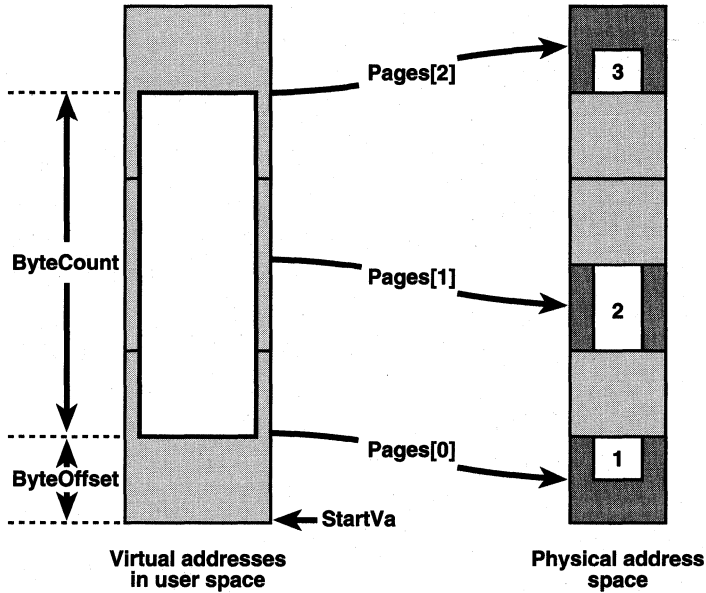 Pages[2]
3
ByteCount
Pages[1]
2
Pages[0]
1
ByteOffset
StartVa
Virtual addresses
in user space
Physical address
space